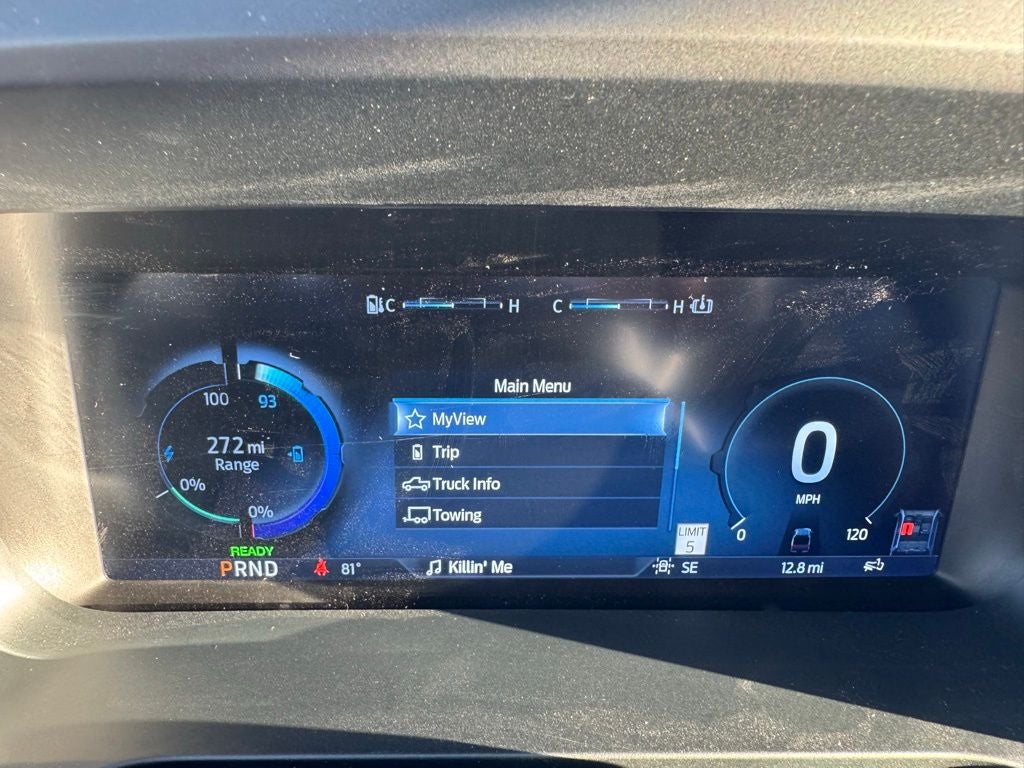 C H C H
Main Menu
MyView
Trip
Truck Info
Towing
100 93
272 mi
Range
0%
0%
READY
PRND
81°
Killin' Me
LIMIT
5
SE
0
MPH
0 120
12.8 mi